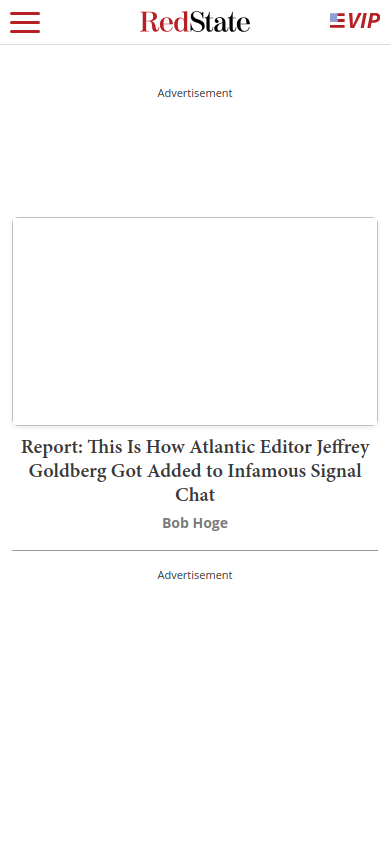 RedState
VIP
Advertisement
Report: This Is How Atlantic Editor Jeffrey
Goldberg Got Added to Infamous Signal
Chat
Bob Hoge
Advertisement